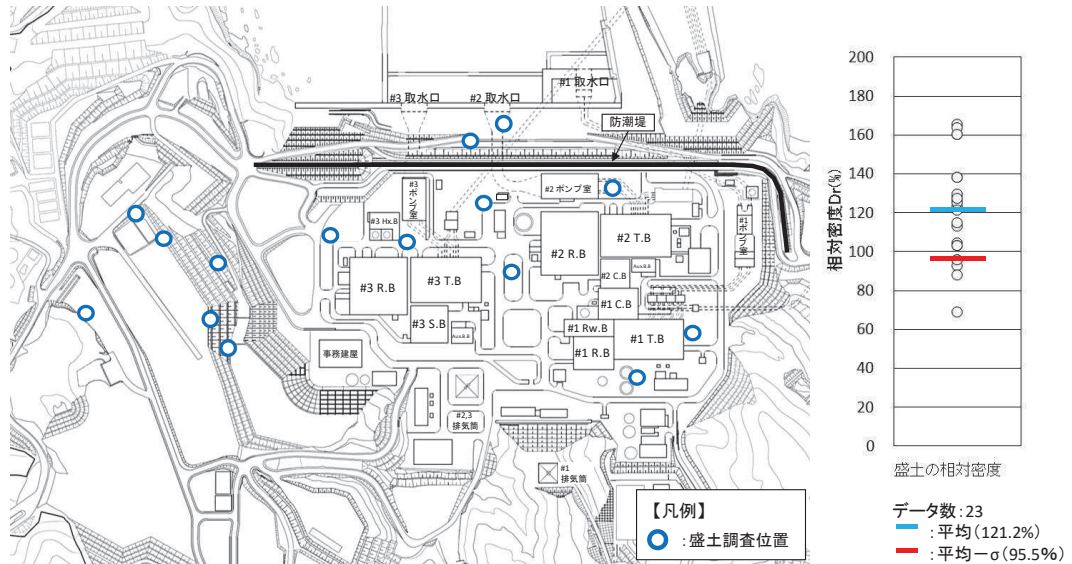 #1 取水口
#3 取水口
#2 取水口
防潮堤
#3
ポンプ室
#2 ポンプ室
#1
ポンプ室
#3 Hx.B
#2 R.B
#2 T.B
#3 R.B
#3 T.B
#2 C.B
Aux.B.B
#1 C.B
#3 S.B
Aux.B.B
#1 Rw.B
#1 T.B
#1 R.B
事務建屋
#2,3
排気筒
#1
排気筒
【凡例】
:盛土調査位置
相対密度Dr(%)
200
180
160
140
120
100
80
60
40
20
0
盛土の相対密度
データ数:23
:平均(121.2%)
:平均-σ(95.5%)